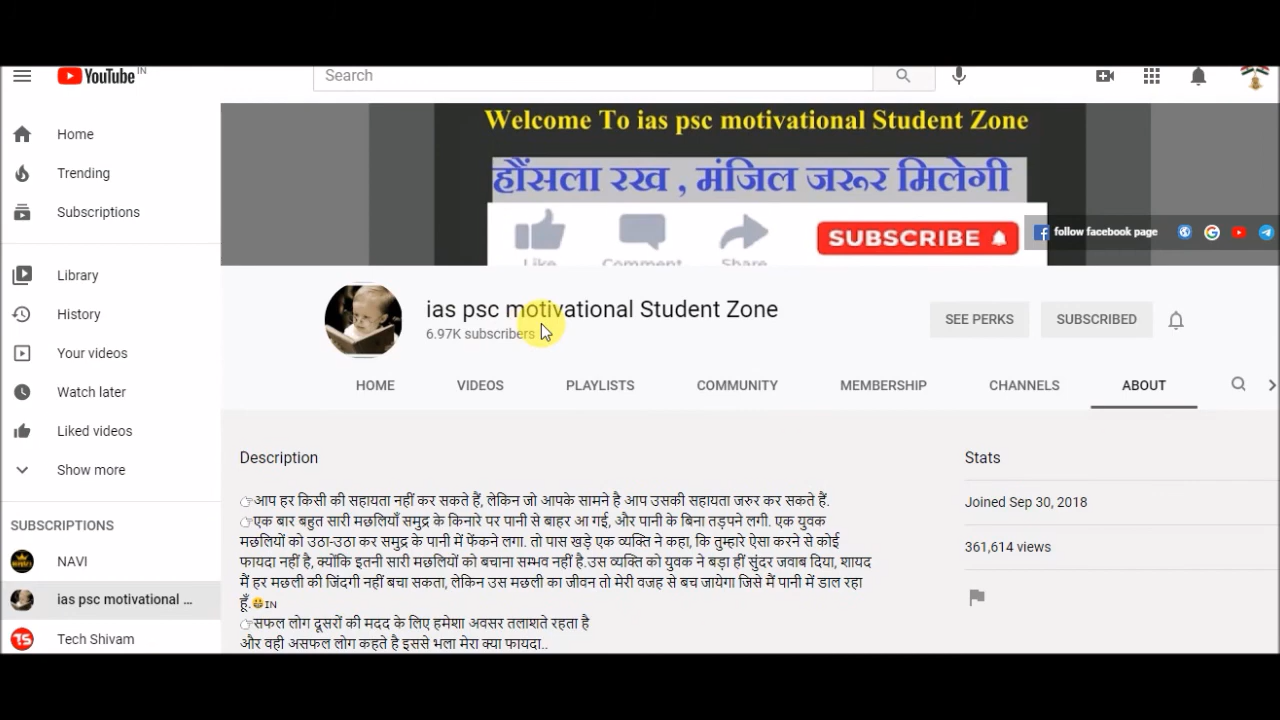 YouTube IN
Search
Home
Trending
Subscriptions
Library
History
Your videos
Watch later
Liked videos
Show more
SUBSCRIPTIONS
NAVI
ias psc motivational ...
Tech Shivam
Welcome To ias psc motivational Student Zone
हौंसला रख , मंजिल जरूर मिलेगी
Like Comment Share
SUBSCRIBE
follow facebook page
ias psc motivational Student Zone
6.97K subscribers
SEE PERKS
SUBSCRIBED
HOME VIDEOS PLAYLISTS COMMUNITY MEMBERSHIP CHANNELS ABOUT
Description
👉आप हर किसी की सहायता नहीं कर सकते हैं, लेकिन जो आपके सामने है आप उसकी सहायता जरुर कर सकते हैं.
👉एक बार बहुत सारी मछलियाँ समुद्र के किनारे पर पानी से बाहर आ गई, और पानी के बिना तड़पने लगी. एक युवक
मछलियों को उठा-उठा कर समुद्र के पानी में फेंकने लगा. तो पास खड़े एक व्यक्ति ने कहा, कि तुम्हारे ऐसा करने से कोई
फायदा नहीं है, क्योंकि इतनी सारी मछलियों को बचाना सम्भव नहीं है.उस व्यक्ति को युवक ने बड़ा हीं सुंदर जवाब दिया, शायद
मैं हर मछली की जिंदगी नहीं बचा सकता, लेकिन उस मछली का जीवन तो मेरी वजह से बच जायेगा जिसे मैं पानी में डाल रहा
हूँ.😃IN
👉सफल लोग दूसरों की मदद के लिए हमेशा अवसर तलाशते रहता है
और वही असफल लोग कहते है इससे भला मेरा क्या फायदा..
Stats
Joined Sep 30, 2018
361,614 views